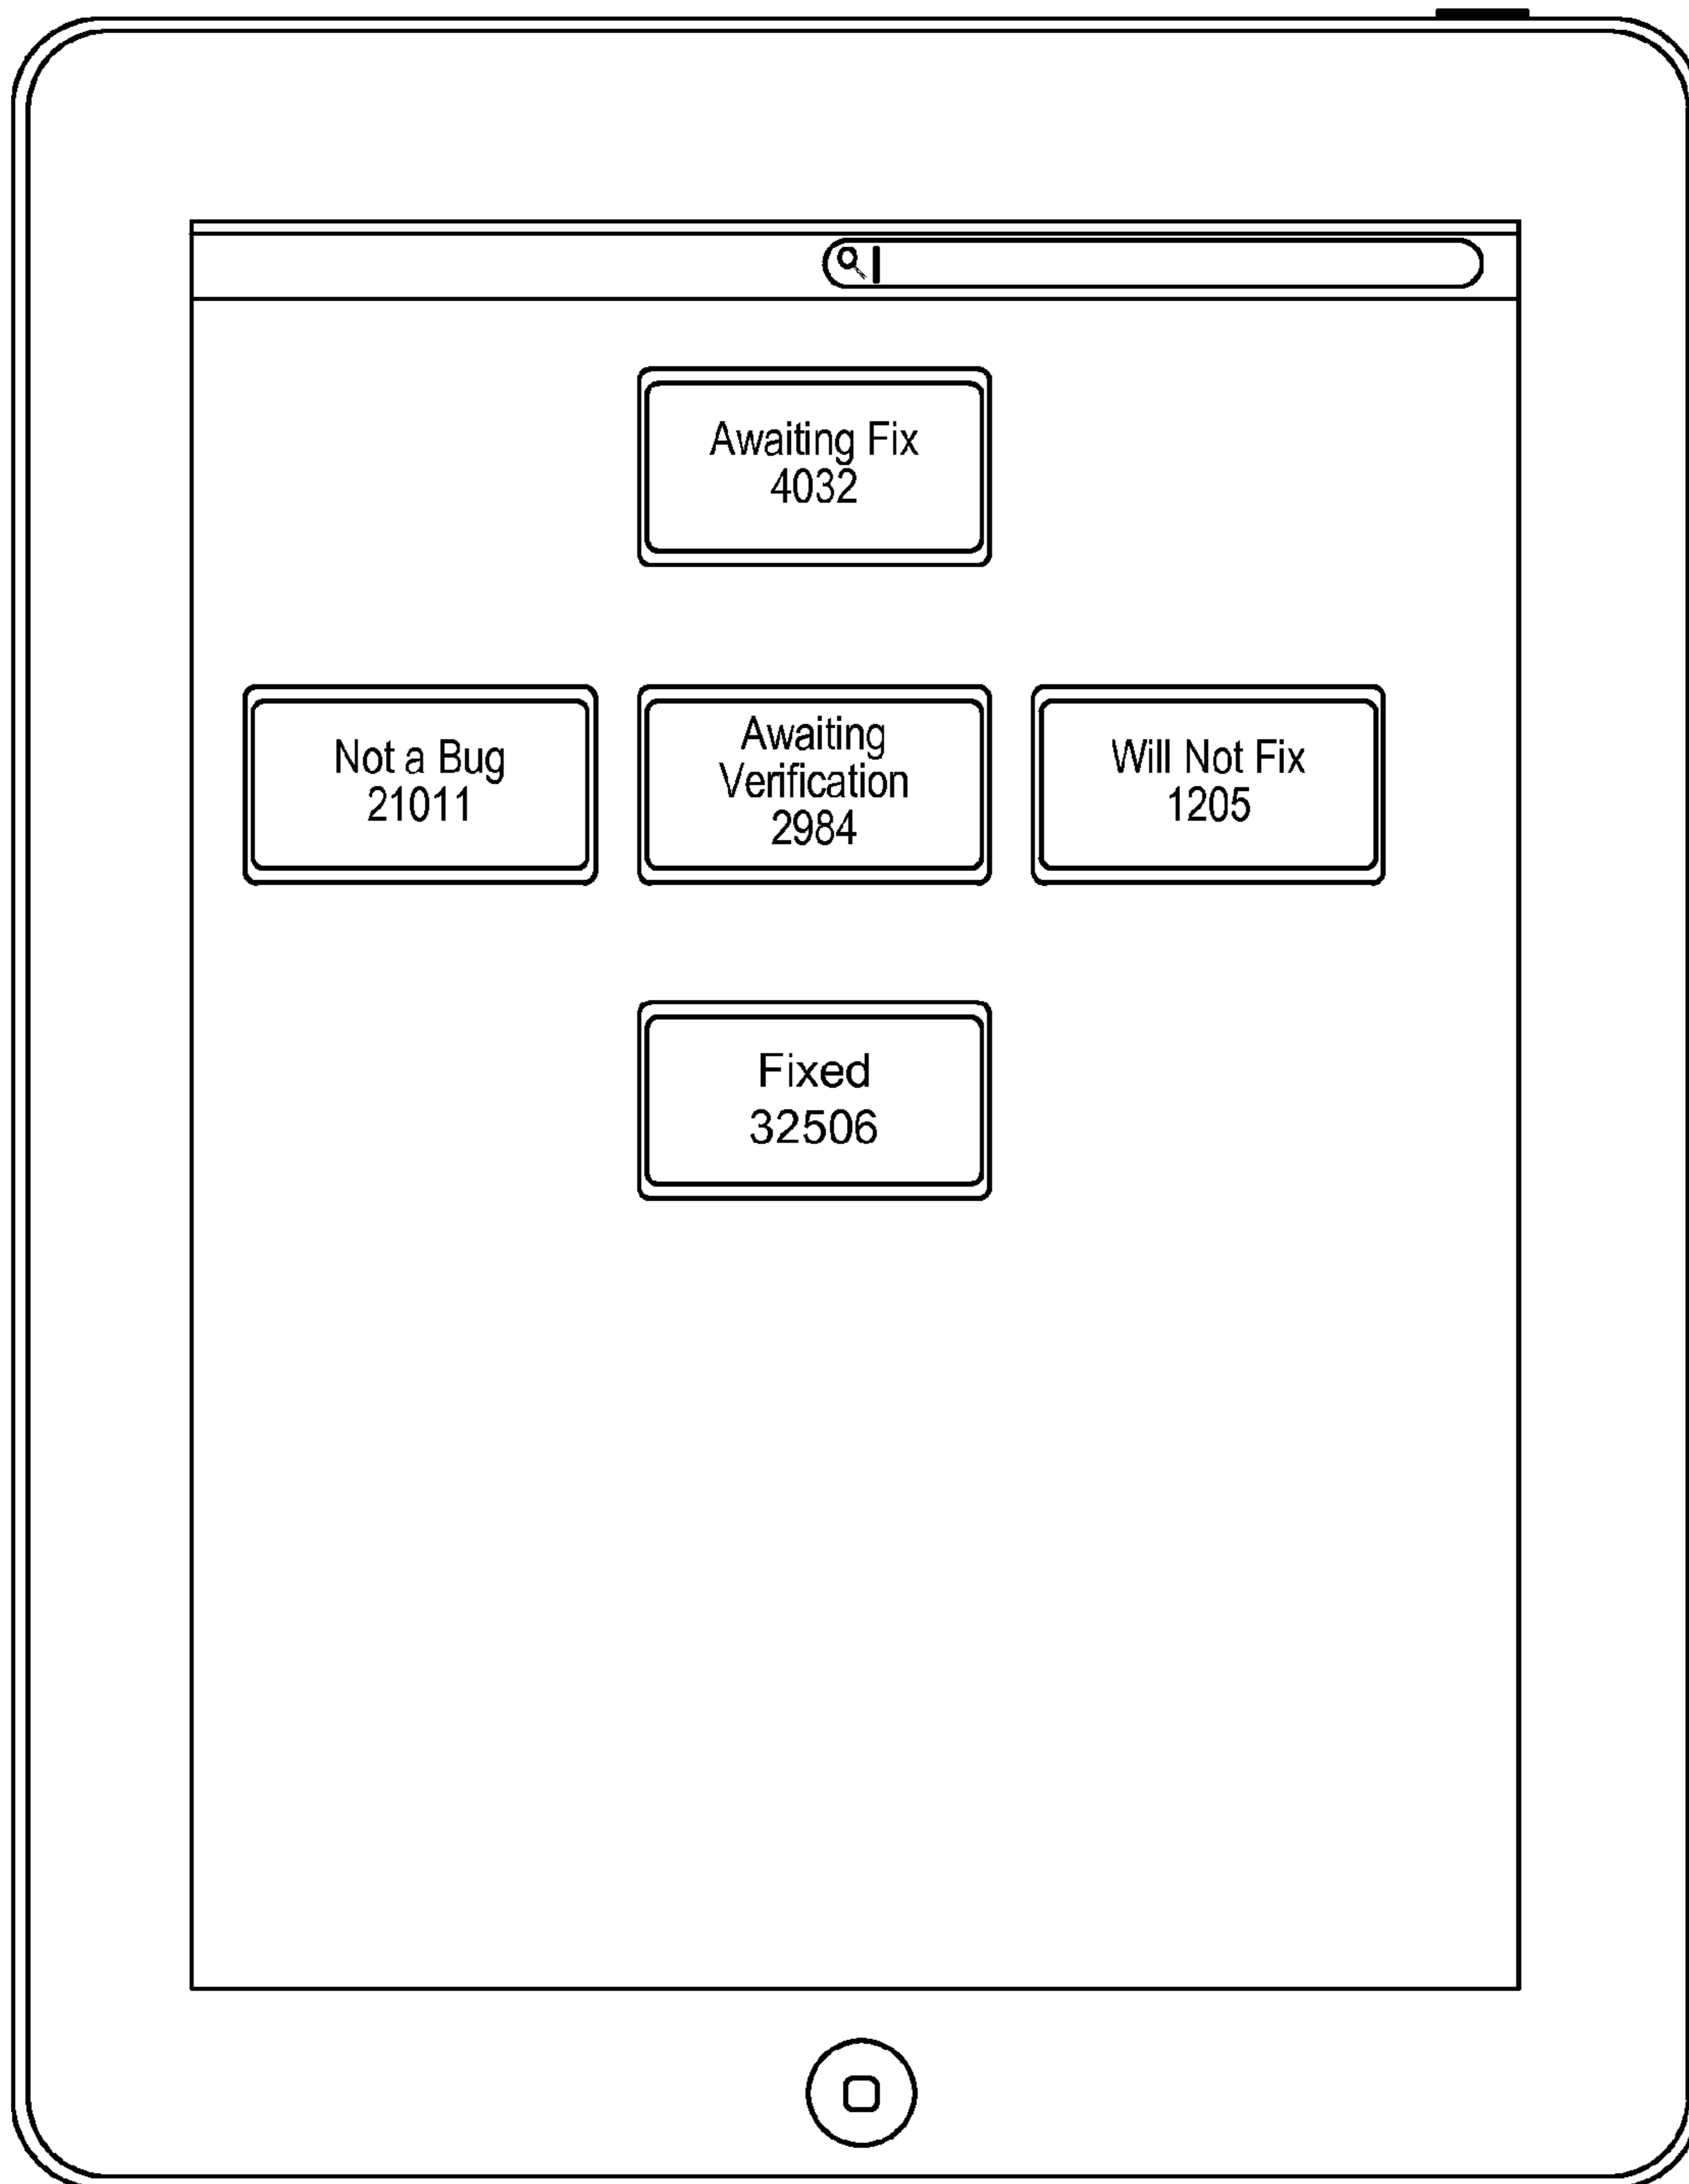 Awaiting Fix
4032
Not a Bug
21011
Awaiting
Verification
2984
Will Not Fix
1205
Fixed
32506